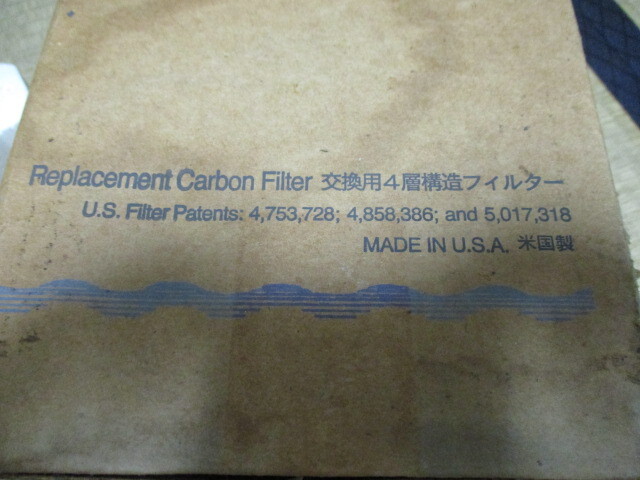 Replacement Carbon Filter 交換用4層構造フィルター
U.S. Filter Patents: 4,753,728; 4,858,386; and 5,017,318
MADE IN U.S.A. 米国製